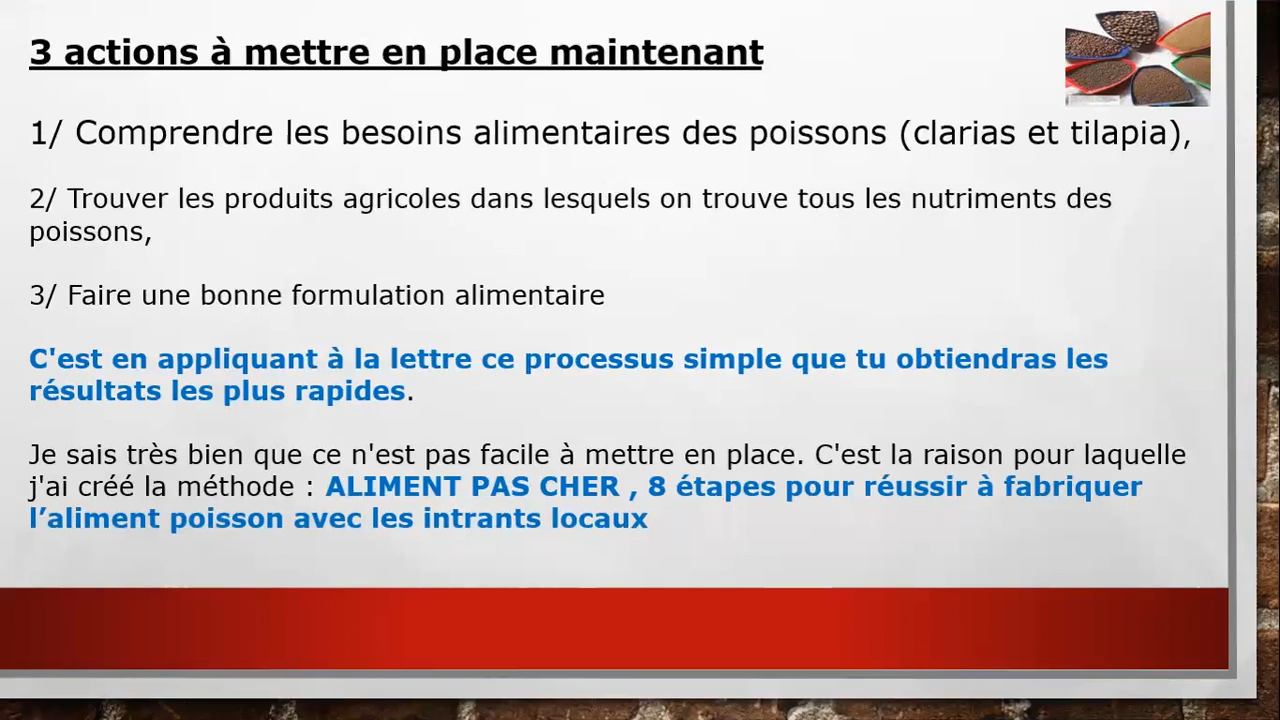 3 actions à mettre en place maintenant
1/ Comprendre les besoins alimentaires des poissons (clarias et tilapia),
2/ Trouver les produits agricoles dans lesquels on trouve tous les nutriments des
poissons,
3/ Faire une bonne formulation alimentaire
C'est en appliquant à la lettre ce processus simple que tu obtiendras les
résultats les plus rapides.
Je sais très bien que ce n'est pas facile à mettre en place. C'est la raison pour laquelle
j'ai créé la méthode : ALIMENT PAS CHER , 8 étapes pour réussir à fabriquer
l’aliment poisson avec les intrants locaux